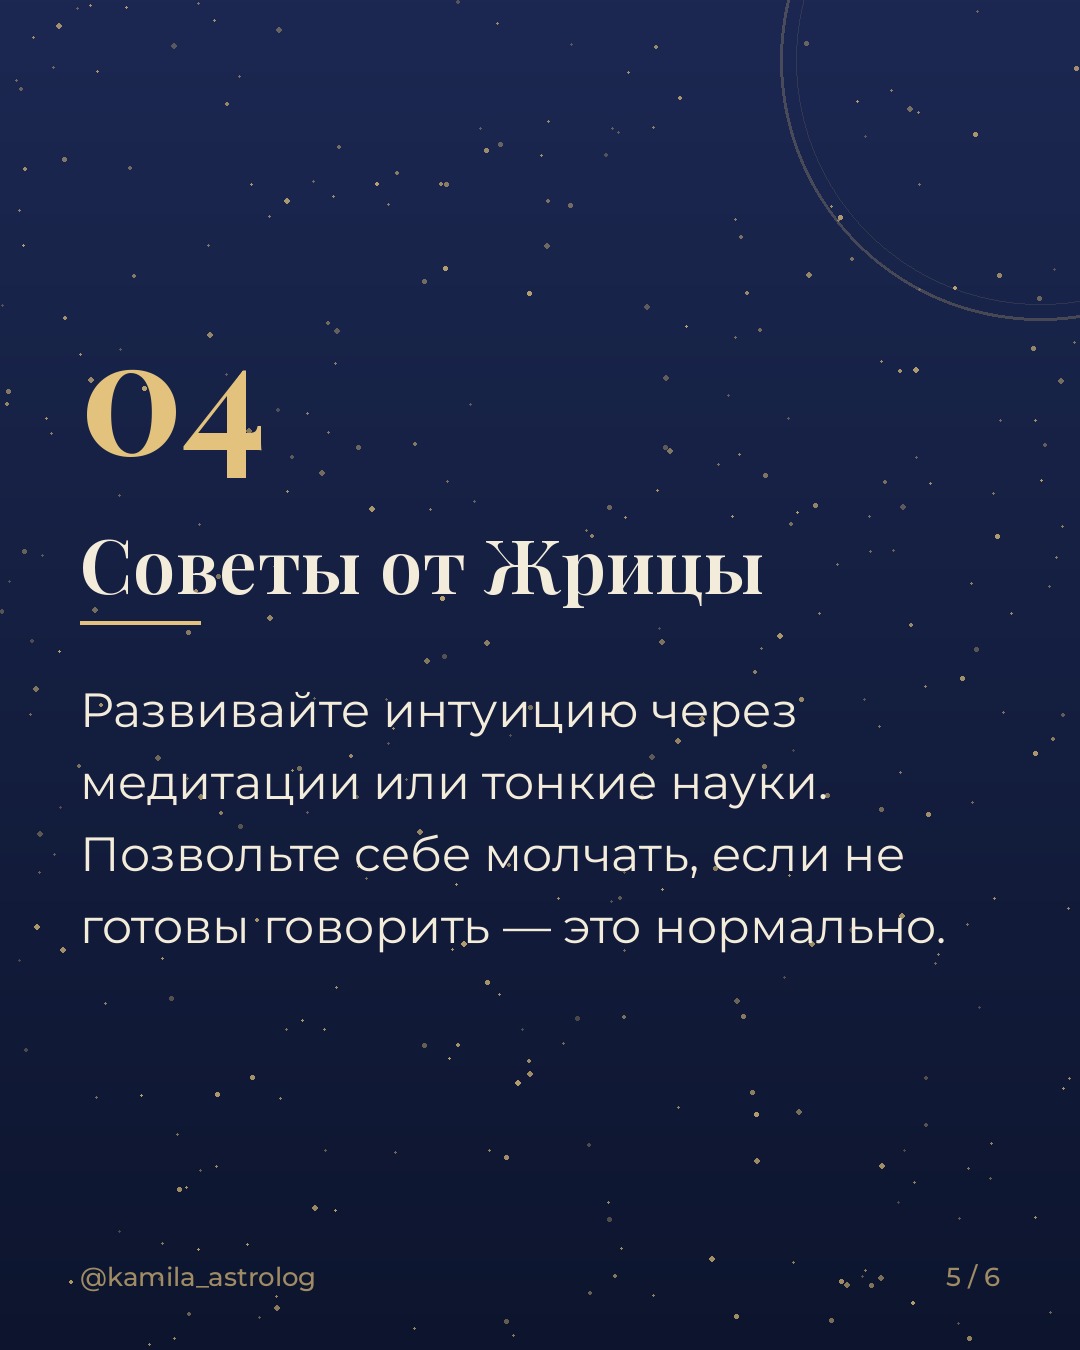 04
Советы от Жрицы
Развивайте интуицию через
медитации или тонкие науки.
Позвольте себе молчать, если не
готовы говорить — это нормально.
@kamila_astrolog
5 / 6